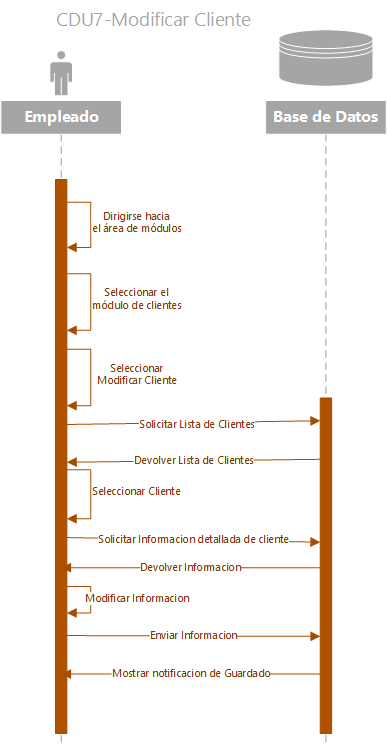 CDU7-Modificar Cliente
Empleado
Base de Datos
Dirigirse hacia
el área de módulos
Seleccionar el
módulo de clientes
Seleccionar
Modificar Cliente
Solicitar Lista de Clientes
Devolver Lista de Clientes
Seleccionar Cliente
Solicitar Informacion detallada de cliente
Devolver Informacion
Modificar Informacion
Enviar Informacion
Mostrar notificacion de Guardado